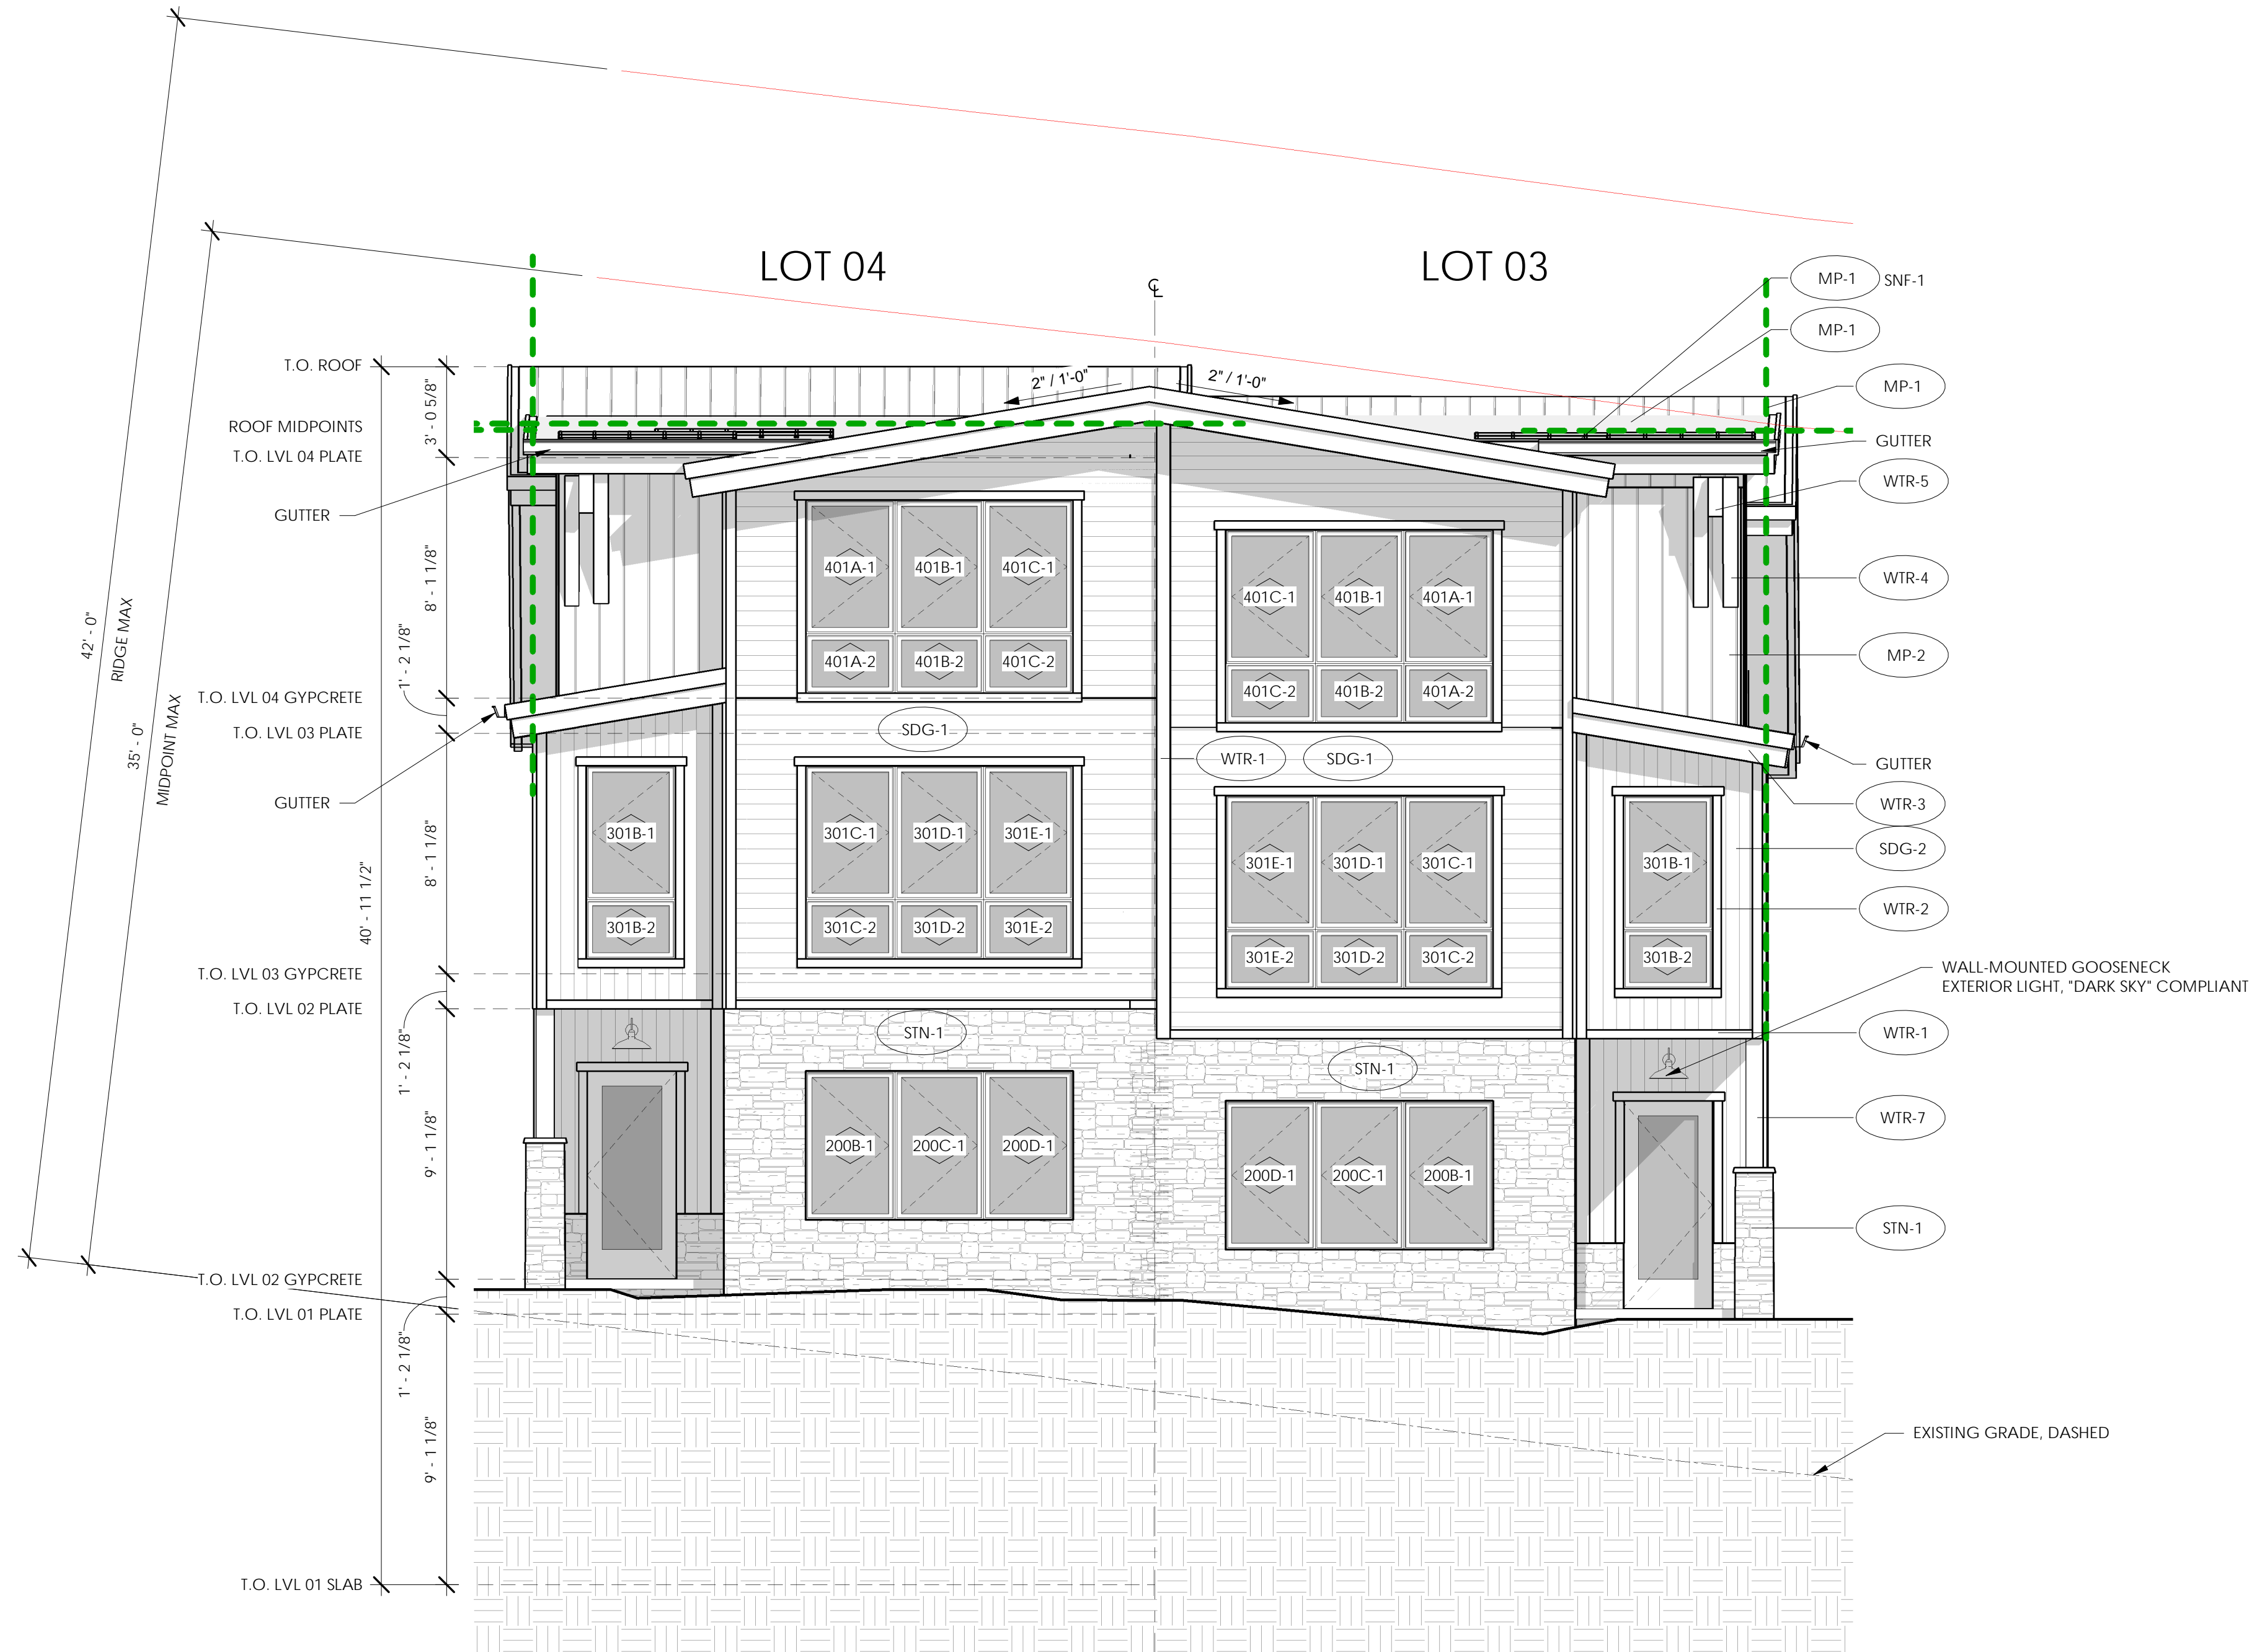 LOT 04
LOT 03
℄
MP-1
SNF-1
MP-1
MP-1
GUTTER
WTR-5
WTR-4
MP-2
GUTTER
WTR-3
SDG-2
WTR-2
WALL-MOUNTED GOOSENECK
EXTERIOR LIGHT, "DARK SKY" COMPLIANT
WTR-1
WTR-7
STN-1
EXISTING GRADE, DASHED
T.O. ROOF
ROOF MIDPOINTS
T.O. LVL 04 PLATE
GUTTER
T.O. LVL 04 GYPCRETE
T.O. LVL 03 PLATE
GUTTER
T.O. LVL 03 GYPCRETE
T.O. LVL 02 PLATE
T.O. LVL 02 GYPCRETE
T.O. LVL 01 PLATE
T.O. LVL 01 SLAB
42' - 0"
RIDGE MAX
35' - 0"
MIDPOINT MAX
40' - 11 1/2"
3' - 0 5/8"
8' - 1 1/8"
1' - 2 1/8"
8' - 1 1/8"
1' - 2 1/8"
9' - 1 1/8"
1' - 2 1/8"
9' - 1 1/8"
2" / 1'-0"
2" / 1'-0"
401A-1
401B-1
401C-1
401A-2
401B-2
401C-2
401C-1
401B-1
401A-1
401C-2
401B-2
401A-2
SDG-1
WTR-1
SDG-1
301B-1
301C-1
301D-1
301E-1
301B-2
301C-2
301D-2
301E-2
301E-1
301D-1
301C-1
301B-1
301E-2
301D-2
301C-2
301B-2
STN-1
STN-1
200B-1
200C-1
200D-1
200D-1
200C-1
200B-1